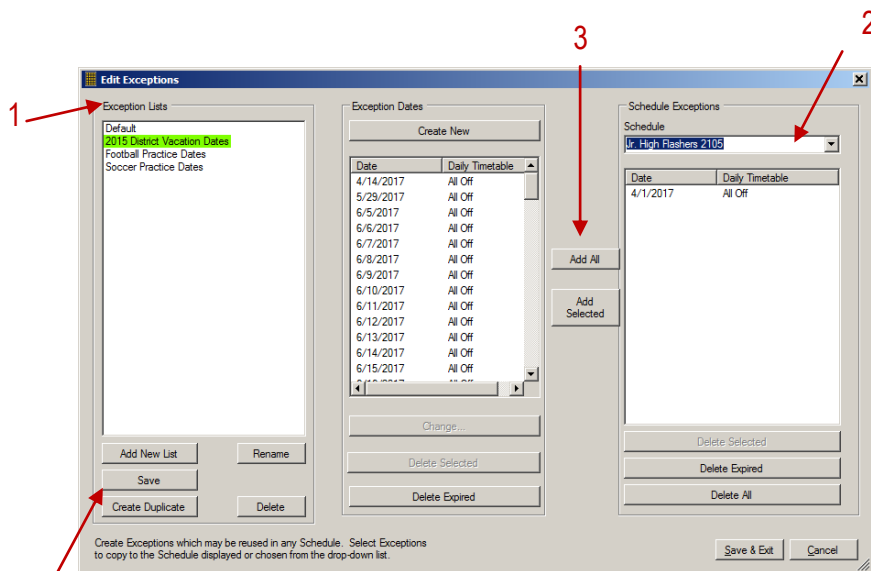 3
2
Edit Exceptions
1
Exception Lists
Default
2015 District Vacation Dates
Football Practice Dates
Soccer Practice Dates
Add New List
Rename
Save
Create Duplicate
Delete
Exception Dates
Create New
Date Daily Timetable
4/14/2017 All Off
5/29/2017 All Off
6/5/2017 All Off
6/6/2017 All Off
6/7/2017 All Off
6/8/2017 All Off
6/9/2017 All Off
6/10/2017 All Off
6/11/2017 All Off
6/12/2017 All Off
6/13/2017 All Off
6/14/2017 All Off
6/15/2017 All Off
Change...
Delete Selected
Delete Expired
Add All
Add
Selected
Schedule Exceptions
Schedule
Jr. High Flashers 2105
Date Daily Timetable
4/1/2017 All Off
Delete Selected
Delete Expired
Delete All
Create Exceptions which may be reused in any Schedule. Select Exceptions
to copy to the Schedule displayed or chosen from the drop-down list.
Save & Exit
Cancel